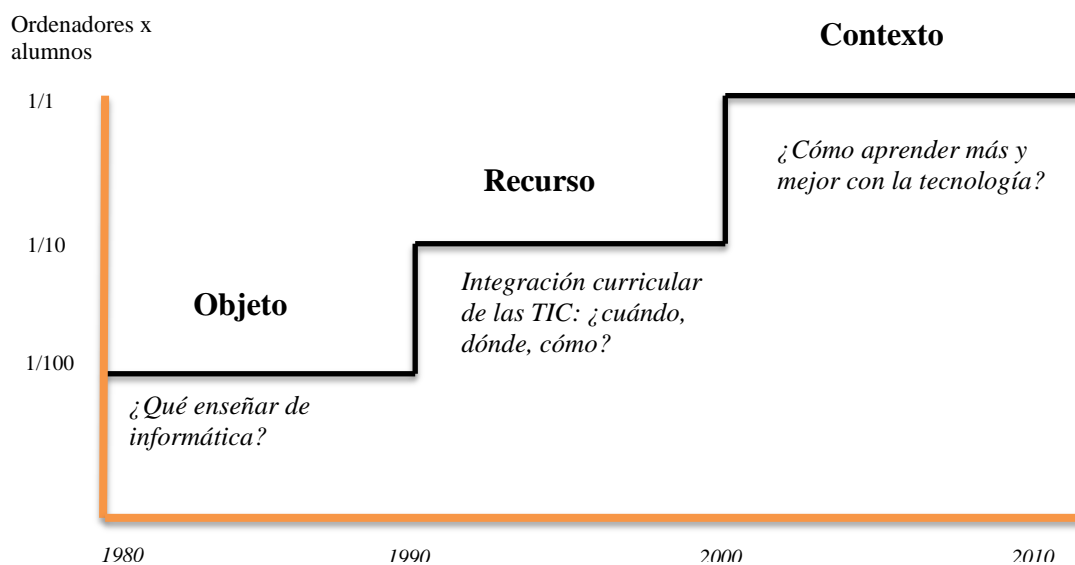 Ordenadores x
alumnos
Contexto
1/1
¿Cómo aprender más y
mejor con la tecnología?
Recurso
1/10
Integración curricular
de las TIC: ¿cuándo,
dónde, cómo?
Objeto
1/100
¿Qué enseñar de
informática?
1980
1990
2000
2010